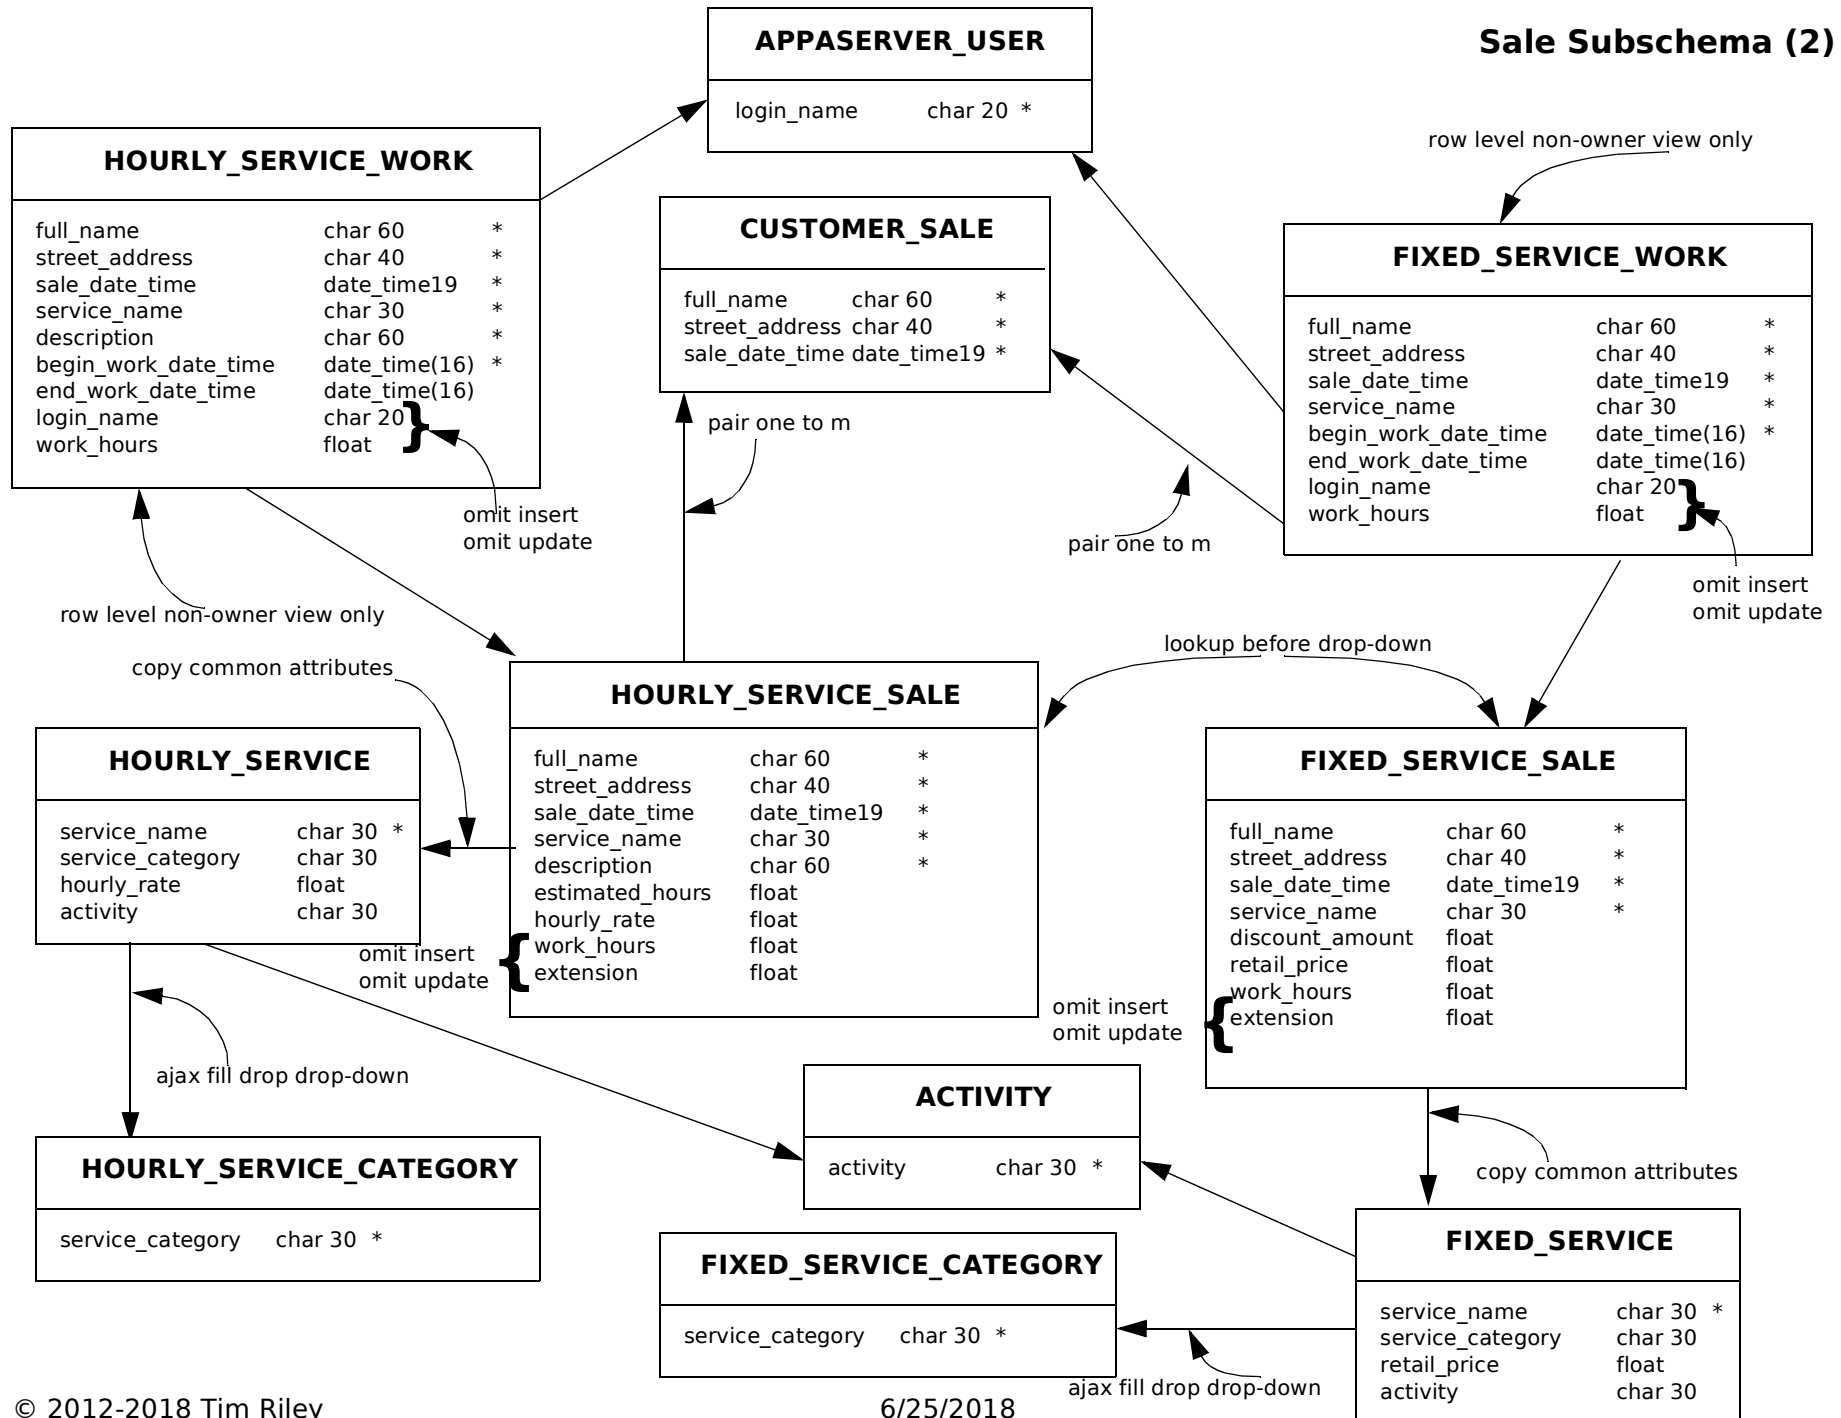 Sale Subschema (2)
APPASERVER_USER
login_name char 20 *
HOURLY_SERVICE_WORK
full_name char 60 *
street_address char 40 *
sale_date_time date_time19 *
service_name char 30 *
description char 60 *
begin_work_date_time date_time(16) *
end_work_date_time date_time(16)
login_name char 20
work_hours float
}
omit insert
omit update
row level non-owner view only
CUSTOMER_SALE
full_name char 60 *
street_address char 40 *
sale_date_time date_time19 *
pair one to m
pair one to m
row level non-owner view only
FIXED_SERVICE_WORK
full_name char 60 *
street_address char 40 *
sale_date_time date_time19 *
service_name char 30 *
begin_work_date_time date_time(16) *
end_work_date_time date_time(16)
login_name char 20
work_hours float
}
omit insert
omit update
lookup before drop-down
copy common attributes
HOURLY_SERVICE_SALE
full_name char 60 *
street_address char 40 *
sale_date_time date_time19 *
service_name char 30 *
description char 60 *
estimated_hours float
hourly_rate float
work_hours float
extension float
{
omit insert
omit update
HOURLY_SERVICE
service_name char 30 *
service_category char 30
hourly_rate float
activity char 30
ajax fill drop drop-down
FIXED_SERVICE_SALE
full_name char 60 *
street_address char 40 *
sale_date_time date_time19 *
service_name char 30 *
discount_amount float
retail_price float
work_hours float
extension float
{
omit insert
omit update
copy common attributes
ACTIVITY
activity char 30 *
HOURLY_SERVICE_CATEGORY
service_category char 30 *
FIXED_SERVICE_CATEGORY
service_category char 30 *
ajax fill drop drop-down
FIXED_SERVICE
service_name char 30 *
service_category char 30
retail_price float
activity char 30
© 2012-2018 Tim Riley
6/25/2018